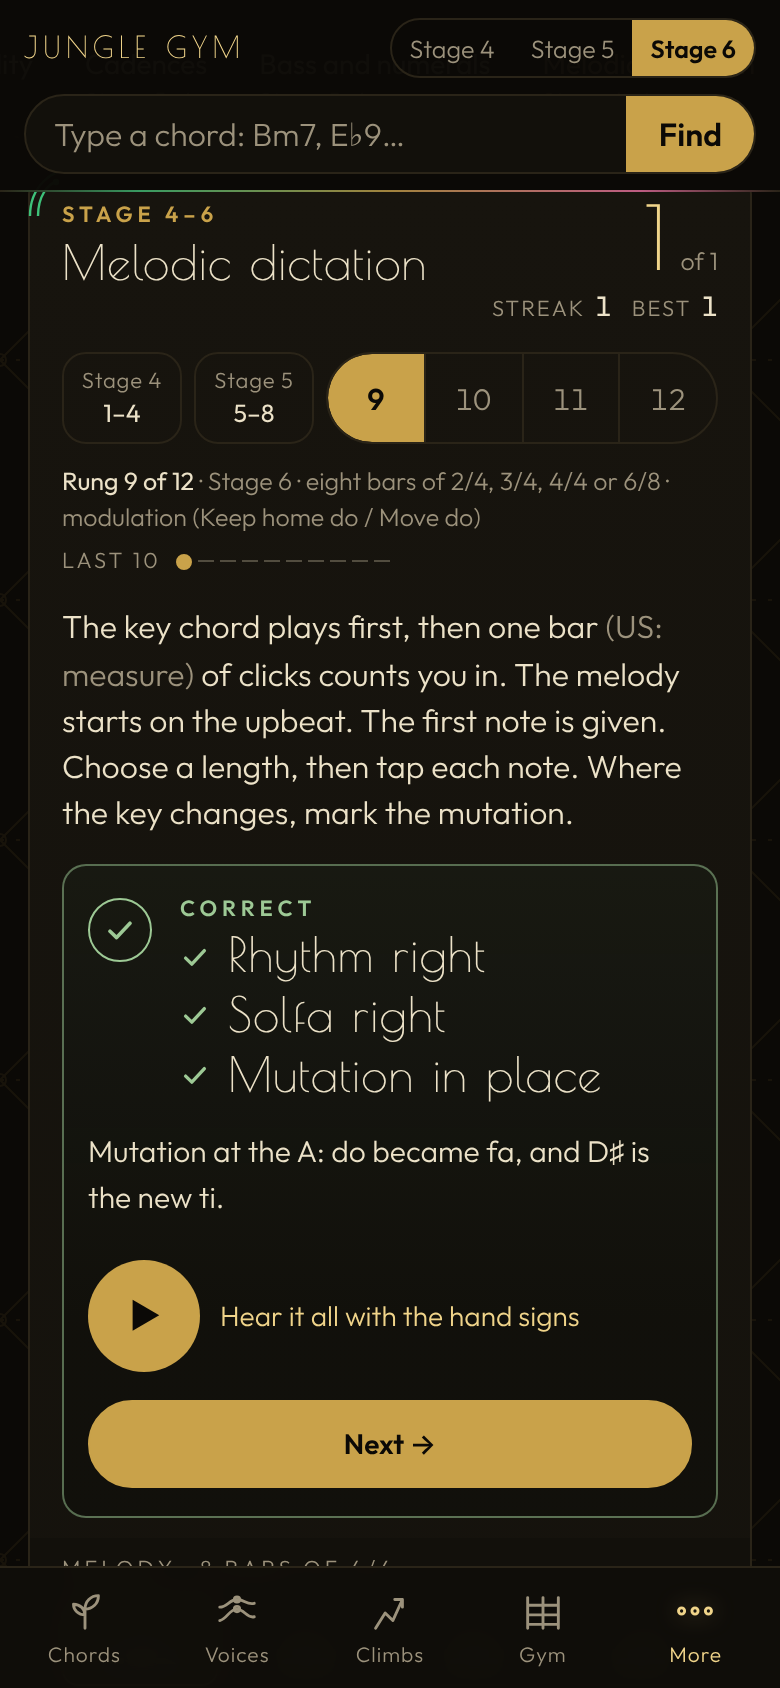 JUNGLE GYM
Stage 4 Stage 5 Stage 6
Cadences Bass and numerals
Type a chord: Bm7, E♭9... Find
STAGE 4–6
Melodic dictation
1 of 1
STREAK 1 BEST 1
Stage 4 1–4
Stage 5 5–8
9 10 11 12
Rung 9 of 12 · Stage 6 · eight bars of 2/4, 3/4, 4/4 or 6/8 ·
modulation (Keep home do / Move do)
LAST 10
The key chord plays first, then one bar (US:
measure) of clicks counts you in. The melody
starts on the upbeat. The first note is given.
Choose a length, then tap each note. Where
the key changes, mark the mutation.
CORRECT
Rhythm right
Solfa right
Mutation in place
Mutation at the A: do became fa, and D♯ is
the new ti.
Hear it all with the hand signs
Next →
Chords Voices Climbs Gym More